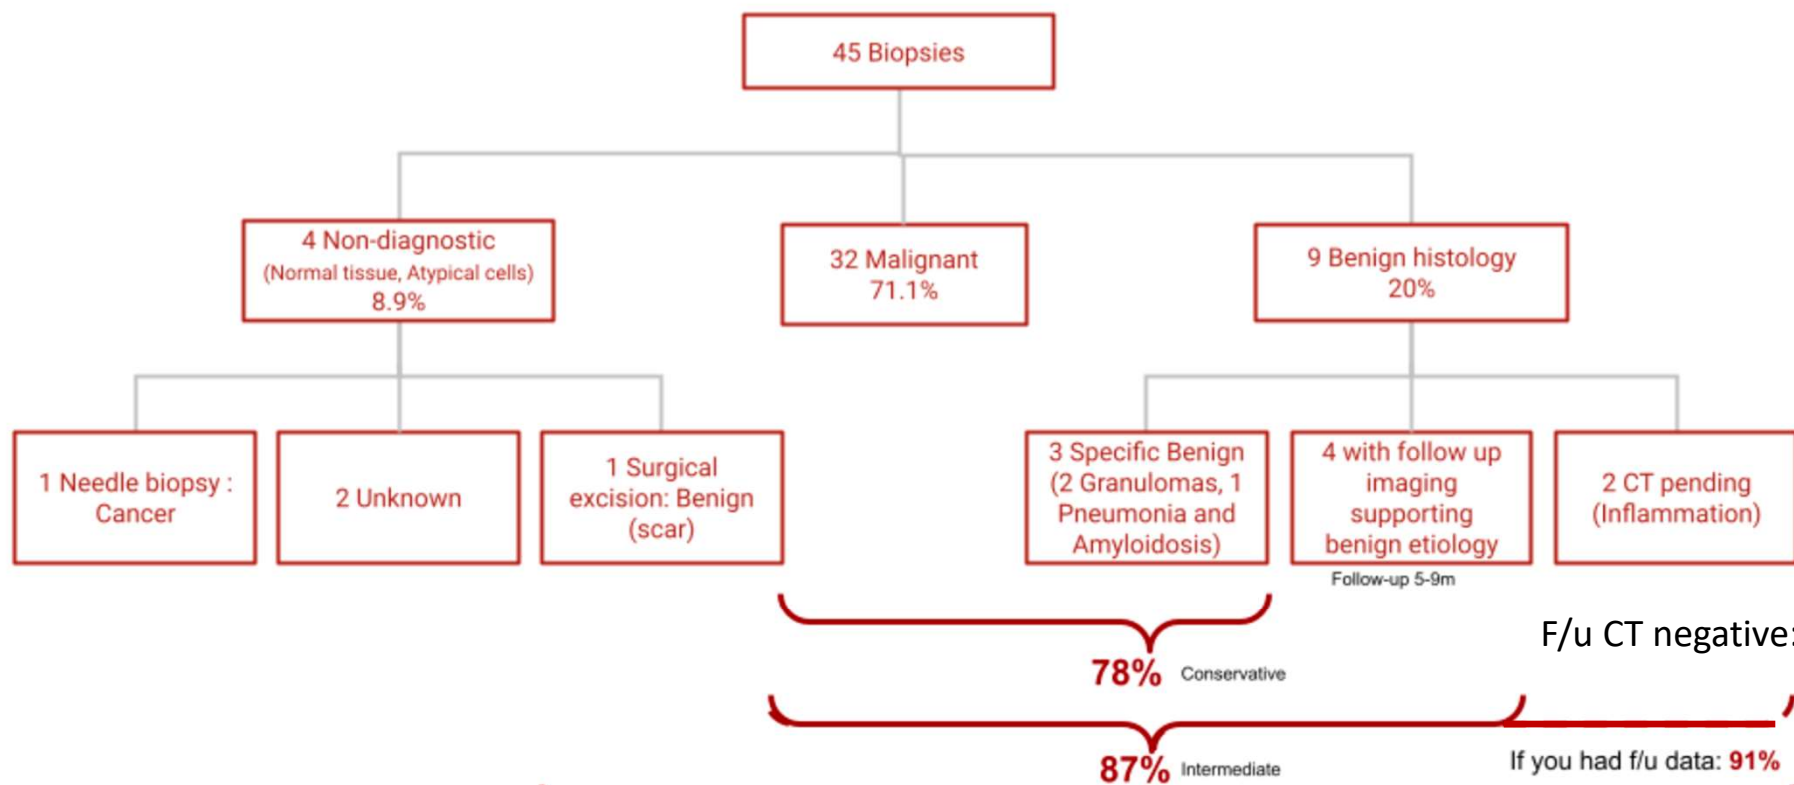 45 Biopsies
4 Non-diagnostic
(Normal tissue, Atypical cells)
8.9%
32 Malignant
71.1%
9 Benign histology
20%
1 Needle biopsy :
Cancer
2 Unknown
1 Surgical
excision: Benign
(scar)
3 Specific Benign
(2 Granulomas, 1
Pneumonia and
Amyloidosis)
4 with follow up
imaging
supporting
benign etiology
2 CT pending
(Inflammation)
Follow-up 5-9m
F/u CT negative:
78% Conservative
87% Intermediate
If you had f/u data: 91%